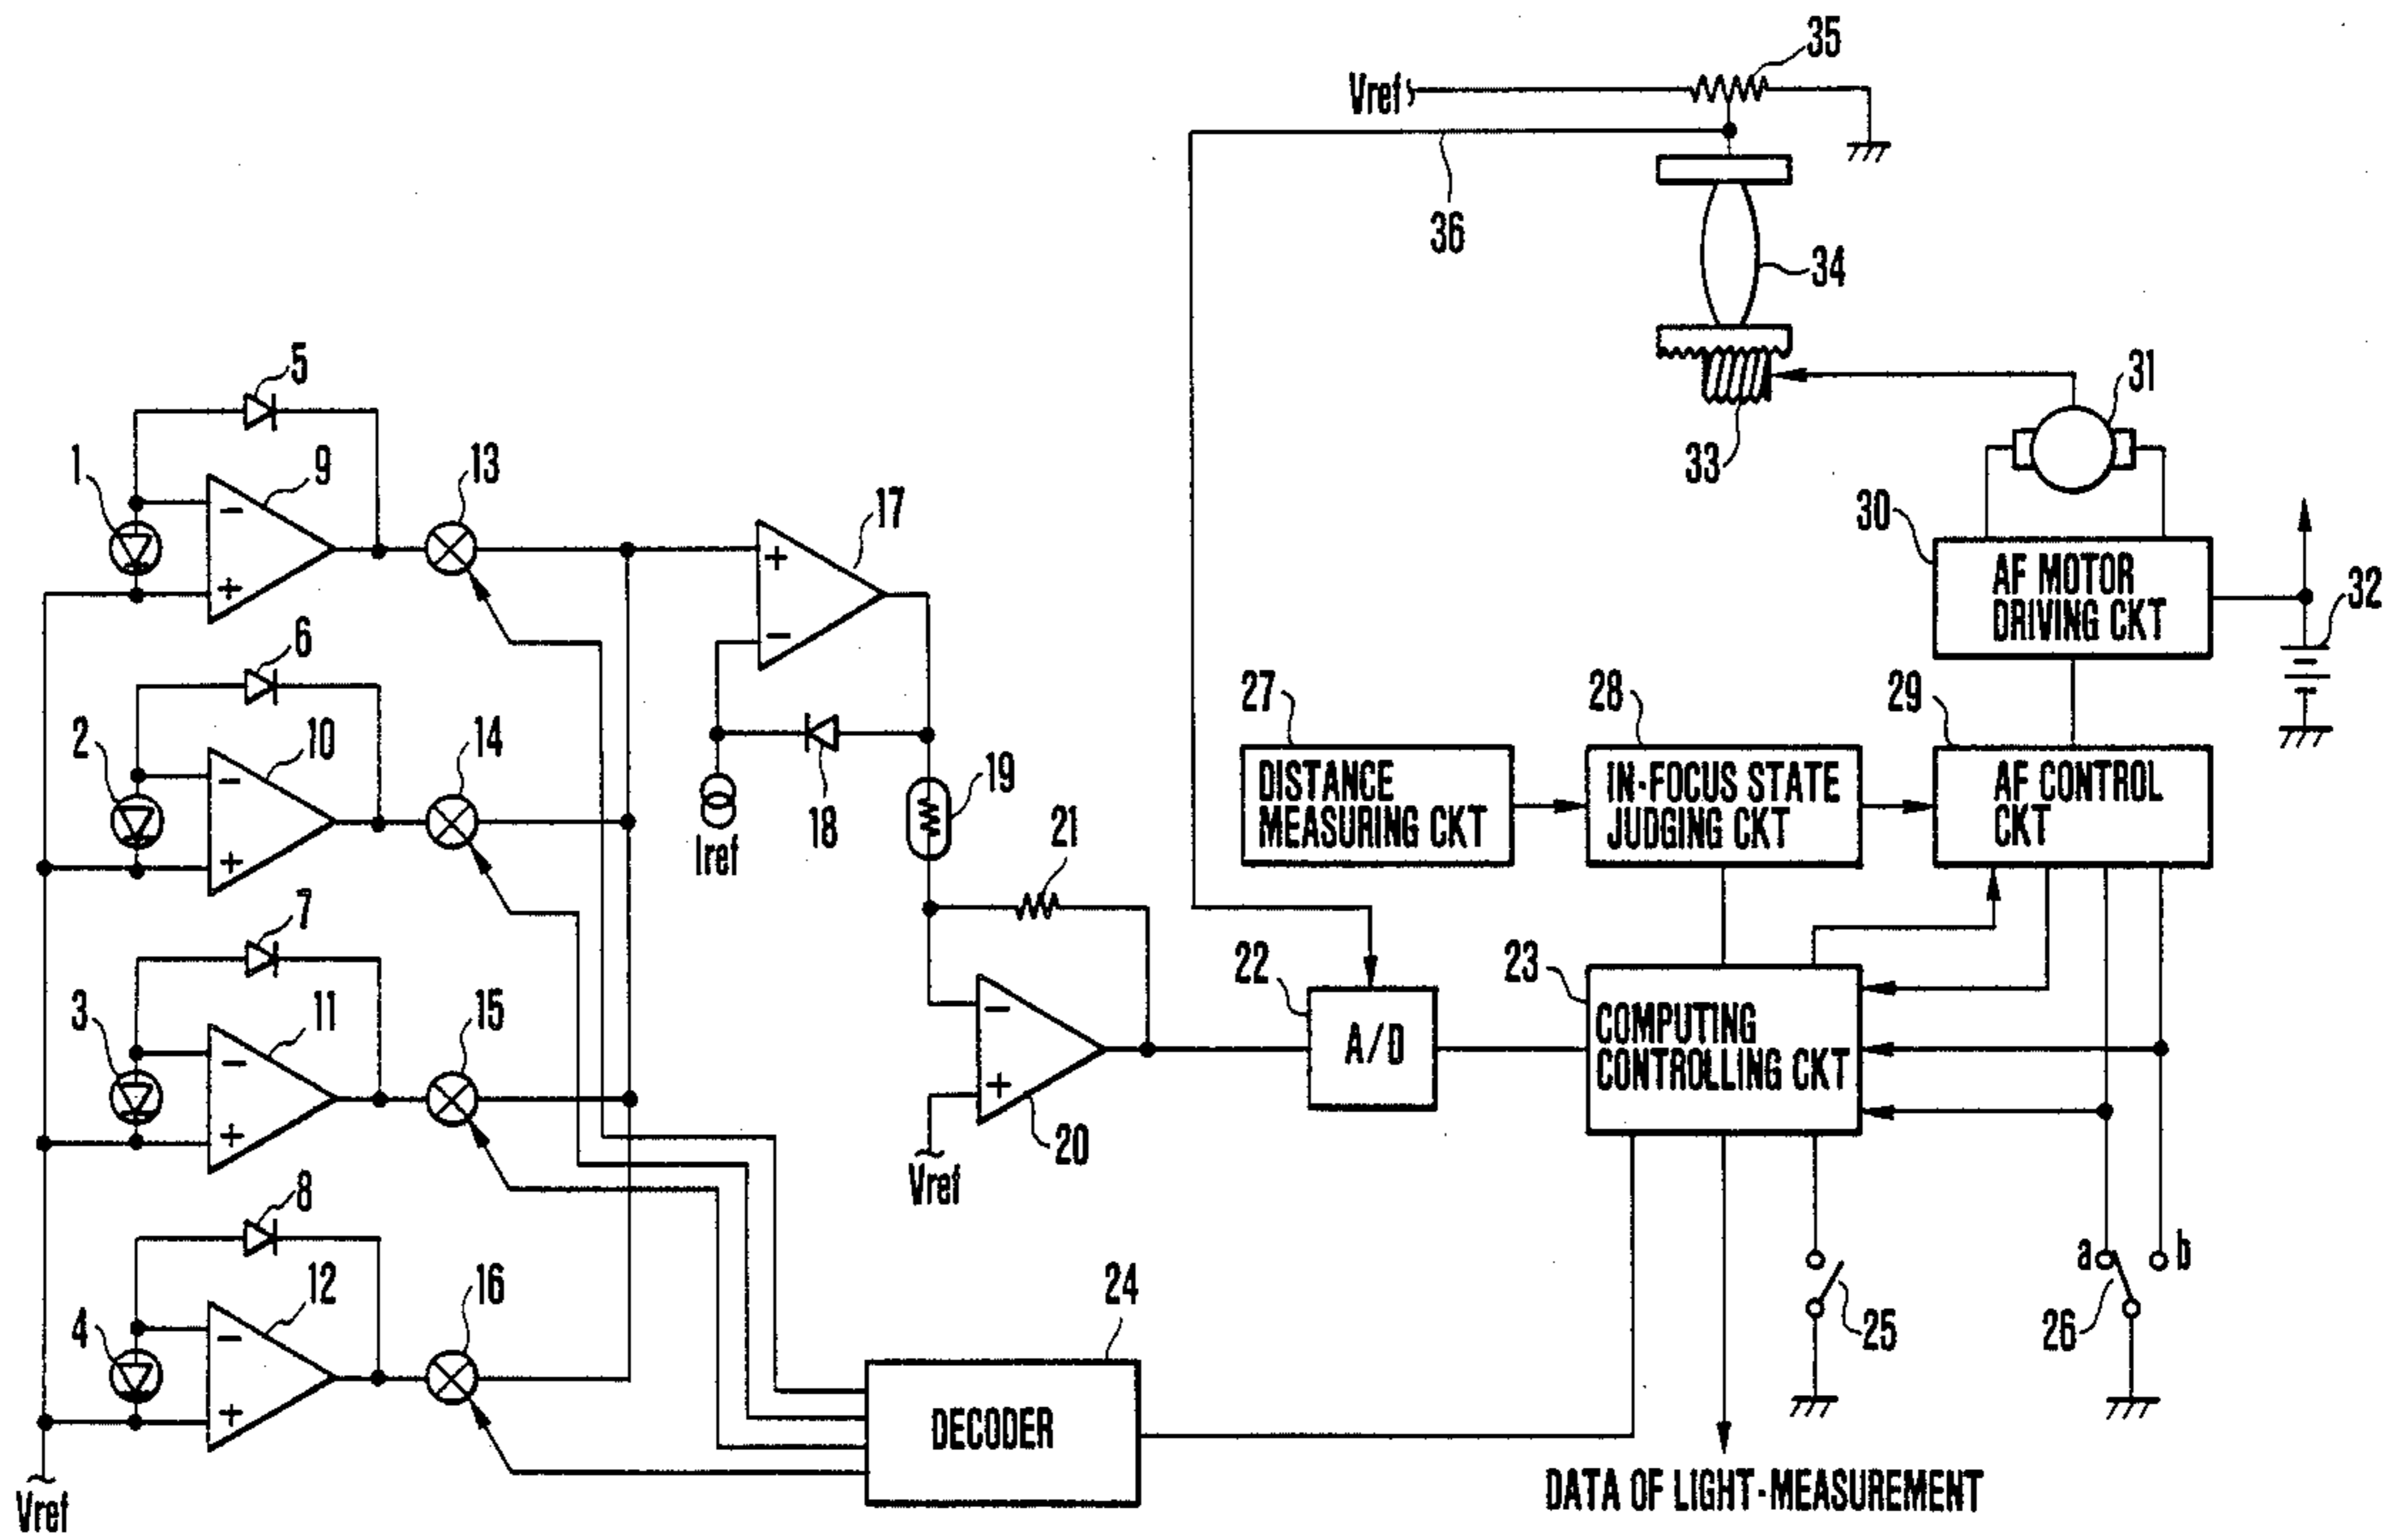 35
Vref
36
34
5
31
1
9
13
33
17
30
AF MOTOR
DRIVING CKT
32
+
-
6
27
28
29
2
10
14
19
DISTANCE
MEASURING CKT
IN-FOCUS STATE
JUDGING CKT
AF CONTROL
CKT
18
21
Iref
7
22
23
3
11
15
A/D
COMPUTING
CONTROLLING CKT
20
Vref
8
a
b
4
12
16
24
25
26
DECODER
DATA OF LIGHT-MEASUREMENT
Vref